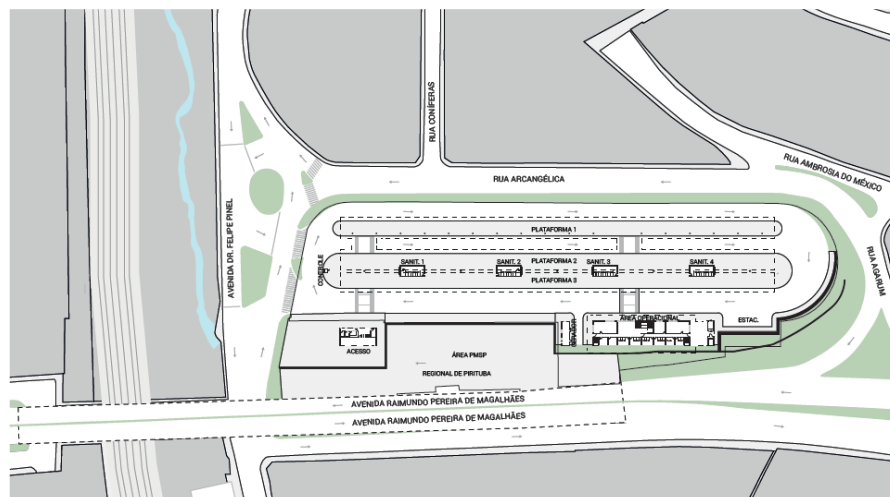 RUA CONÍFERAS
RUA AMBROSIA DO MÉXICO
RUA ARCANGÉLICA
AVENIDA DR. FELIPE PINEL
RUA AGARUM
PLATAFORMA 1
CONTROLE
SANIT. 1
SANIT. 2
PLATAFORMA 2
SANIT. 3
SANIT. 4
PLATAFORMA 3
ÁREA OPERACIONAL
ESTAC.
ACESSO
ÁREA PMSP
REGIONAL DE PIRITUBA
AVENIDA RAIMUNDO PEREIRA DE MAGALHÃES
AVENIDA RAIMUNDO PEREIRA DE MAGALHÃES